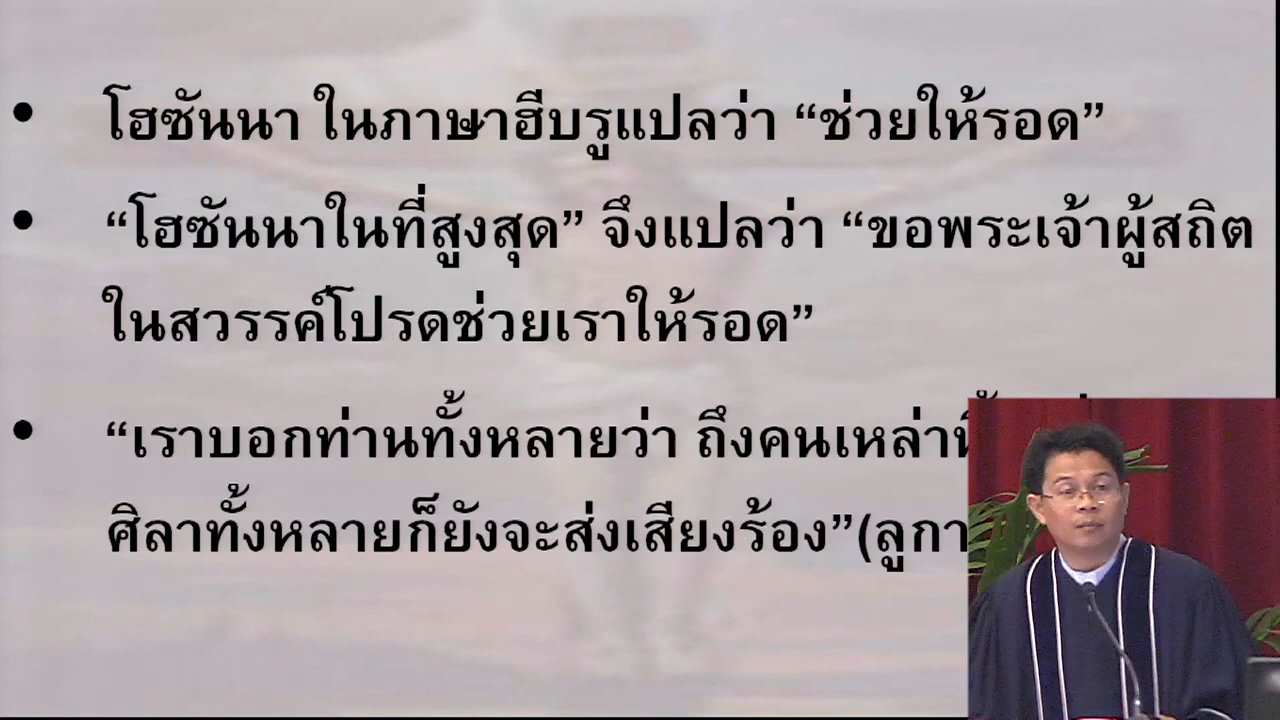 • โฮซันนา ในภาษาฮีบรูแปลว่า “ช่วยให้รอด”
• “โฮซันนาในที่สูงสุด” จึงแปลว่า “ขอพระเจ้าผู้สถิต
ในสวรรค์โปรดช่วยเราให้รอด”
• “เราบอกท่านทั้งหลายว่า ถึงคนเหล่า
ศิลาทั้งหลายก็ยังจะส่งเสียงร้อง”(ลูกา